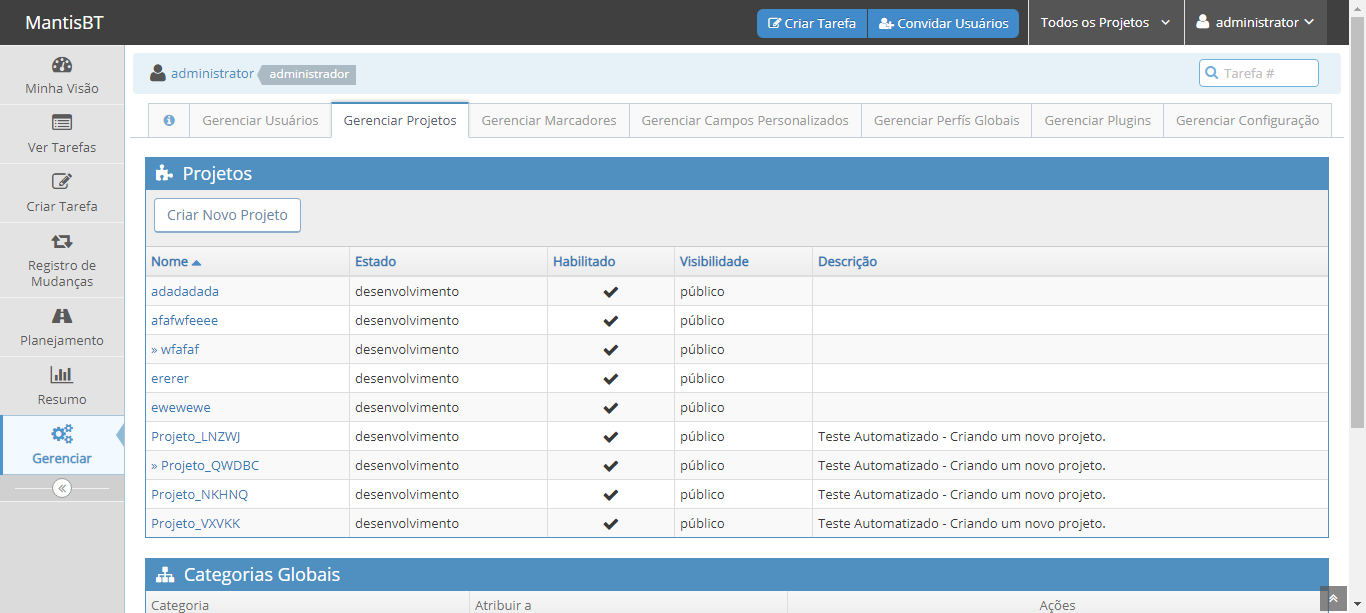 MantisBT
Criar Tarefa
Convidar Usuários
Todos os Projetos
administrator
Minha Visão
Ver Tarefas
Criar Tarefa
Registro de
Mudanças
Planejamento
Resumo
Gerenciar
administrator administrador
Tarefa #
Gerenciar Usuários
Gerenciar Projetos
Gerenciar Marcadores
Gerenciar Campos Personalizados
Gerenciar Perfís Globais
Gerenciar Plugins
Gerenciar Configuração
Projetos
Criar Novo Projeto
Nome Estado Habilitado Visibilidade Descrição
adadadada desenvolvimento público
afafwfeeee desenvolvimento público
» wfafaf desenvolvimento público
ererer desenvolvimento público
ewewewe desenvolvimento público
Projeto_LNZWJ desenvolvimento público Teste Automatizado - Criando um novo projeto.
» Projeto_QWDBC desenvolvimento público Teste Automatizado - Criando um novo projeto.
Projeto_NKHNQ desenvolvimento público Teste Automatizado - Criando um novo projeto.
Projeto_VXVKK desenvolvimento público Teste Automatizado - Criando um novo projeto.
Categorias Globais
Categoria Atribuir a Ações